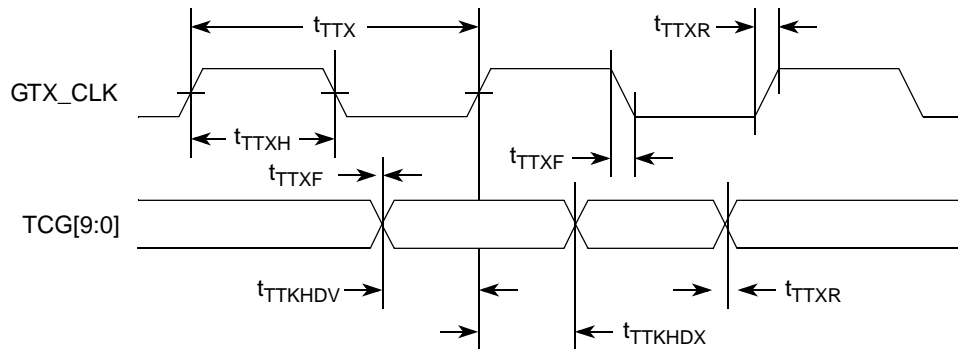 tTTX
tTTXR
GTX_CLK
tTTXH
tTTXF
tTTXF
TCG[9:0]
tTTKHDV
tTTXR
tTTKHDX